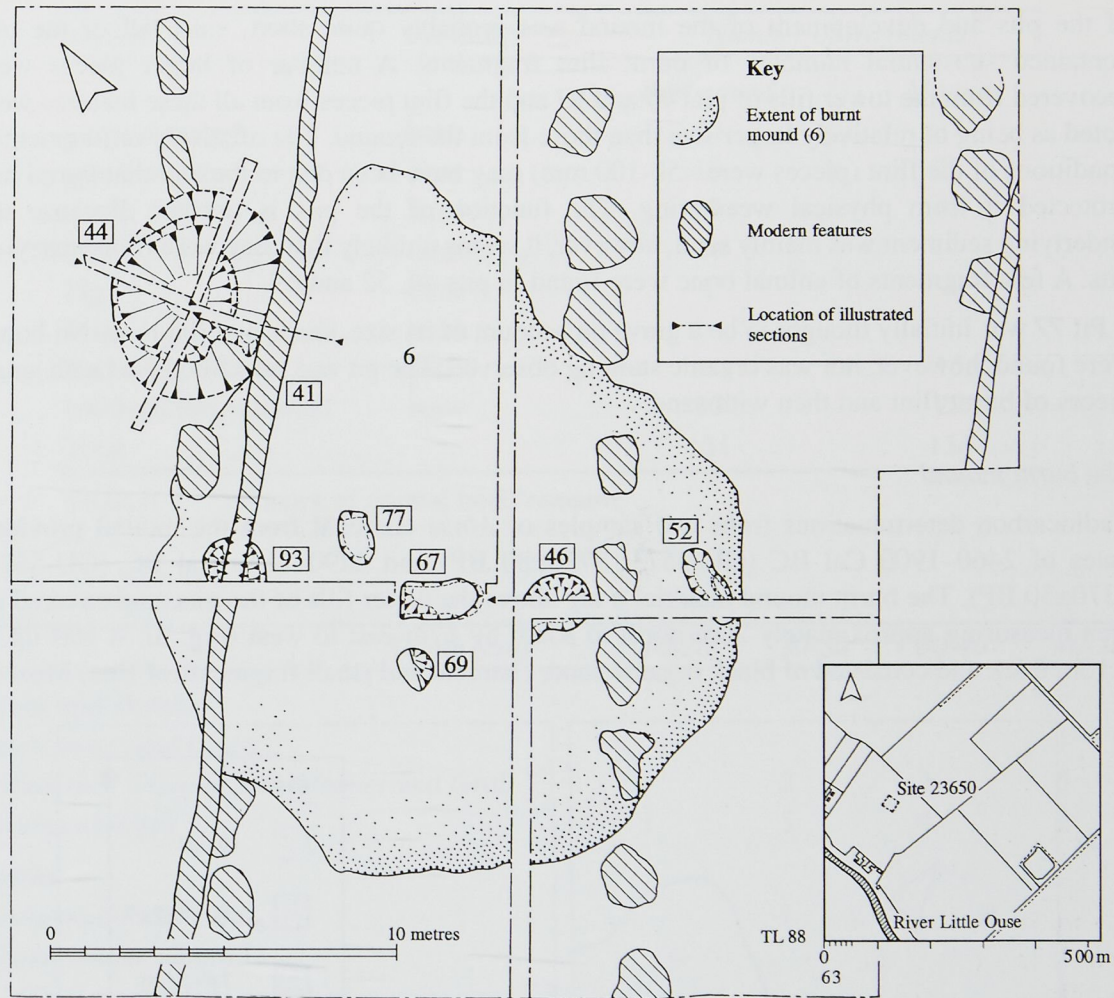 Key
Extent of burnt
mound (6)
Modern features
Location of illustrated
sections
44
6
41
77
93
67
46
52
69
0 10 metres
Site 23650
River Little Ouse
TL 88
0 500 m
63